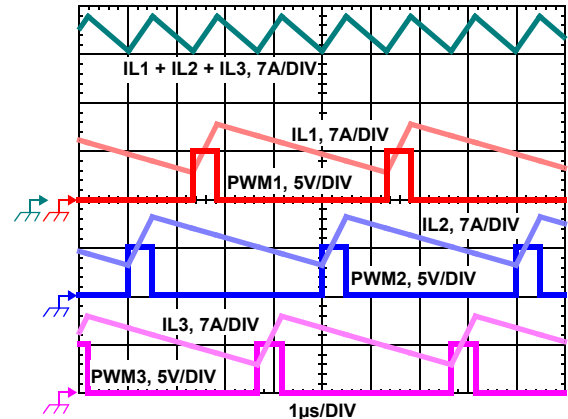 IL1 + IL2 + IL3, 7A/DIV
IL1, 7A/DIV
PWM1, 5V/DIV
IL2, 7A/DIV
PWM2, 5V/DIV
IL3, 7A/DIV
PWM3, 5V/DIV
1µs/DIV